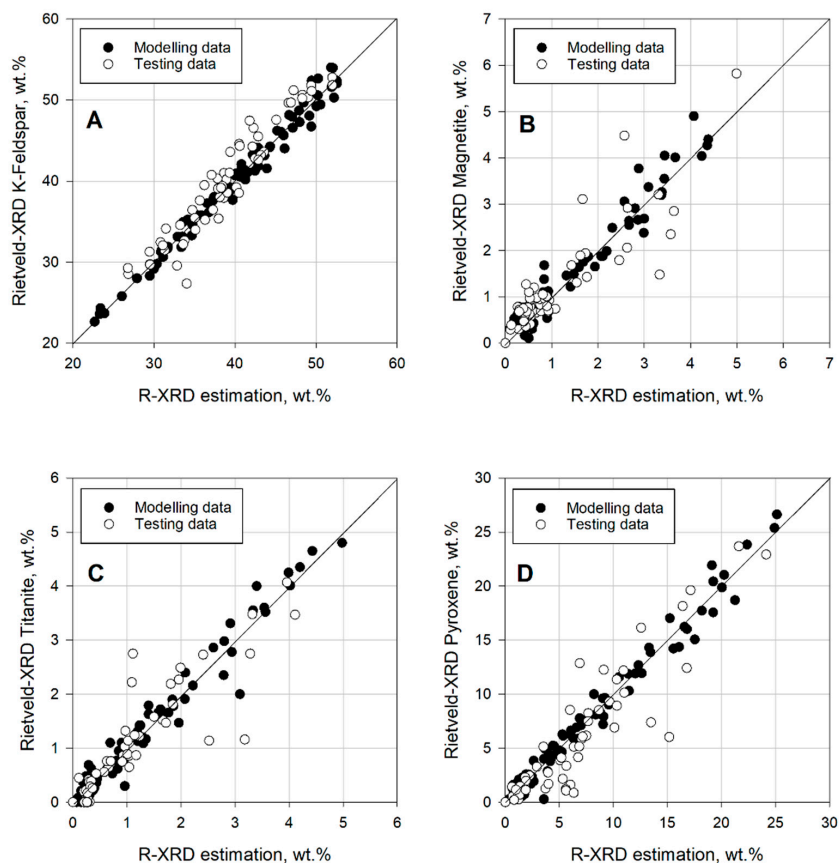 Modelling data
Testing data
A
Rietveld-XRD K-Feldspar, wt.%
60
50
40
30
20
20 30 40 50 60
R-XRD estimation, wt.%
Modelling data
Testing data
B
Rietveld-XRD Magnetite, wt.%
7
6
5
4
3
2
1
0
0 1 2 3 4 5 6 7
R-XRD estimation, wt.%
Modelling data
Testing data
C
Rietveld-XRD Titanite, wt.%
6
5
4
3
2
1
0
0 1 2 3 4 5 6
R-XRD estimation, wt.%
Modelling data
Testing data
D
Rietveld-XRD Pyroxene, wt.%
30
25
20
15
10
5
0
0 5 10 15 20 25 30
R-XRD estimation, wt.%